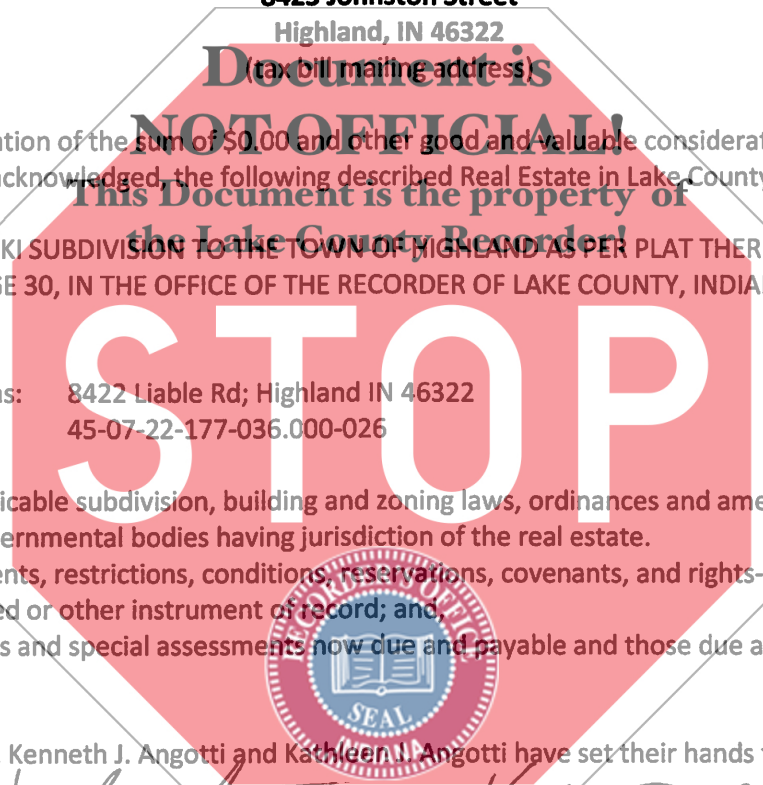 8425 Johnston Street
Highland, IN 46322
(tax bill mailing address)
Document is
NOT OFFICIAL!
This Document is the property of
the Lake County Recorder!
ation of the sum of $0.00 and other good and valuable considerat
acknowledged, the following described Real Estate in Lake County
KI SUBDIVISION TO THE TOWN OF HIGHLAND AS PER PLAT THER
GE 30, IN THE OFFICE OF THE RECORDER OF LAKE COUNTY, INDIA
STOP
ns: 8422 Liable Rd; Highland IN 46322
45-07-22-177-036.000-026
icable subdivision, building and zoning laws, ordinances and ame
ernmental bodies having jurisdiction of the real estate.
ents, restrictions, conditions, reservations, covenants, and rights-
ed or other instrument of record; and,
s and special assessments now due and payable and those due a
RECORDER'S OFFICE
SEAL
INDIANA
Kenneth J. Angotti and Kathleen J. Angotti have set their hands